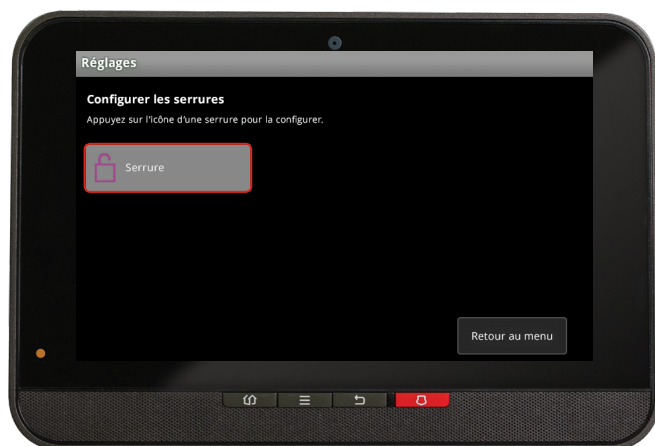 Réglages
Configurer les serrures
Appuyez sur l'icône d'une serrure pour la configurer.
Serrure
Retour au menu